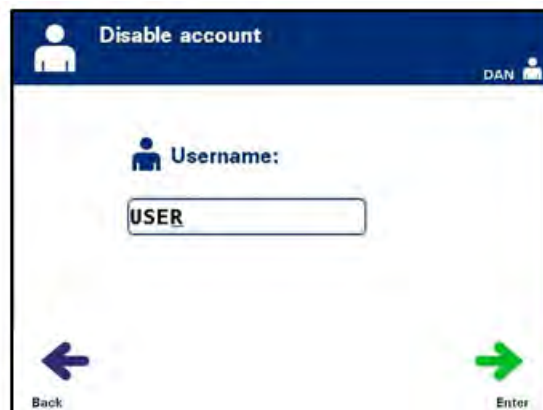 Disable account
DAN
Username:
USER
Back
Enter